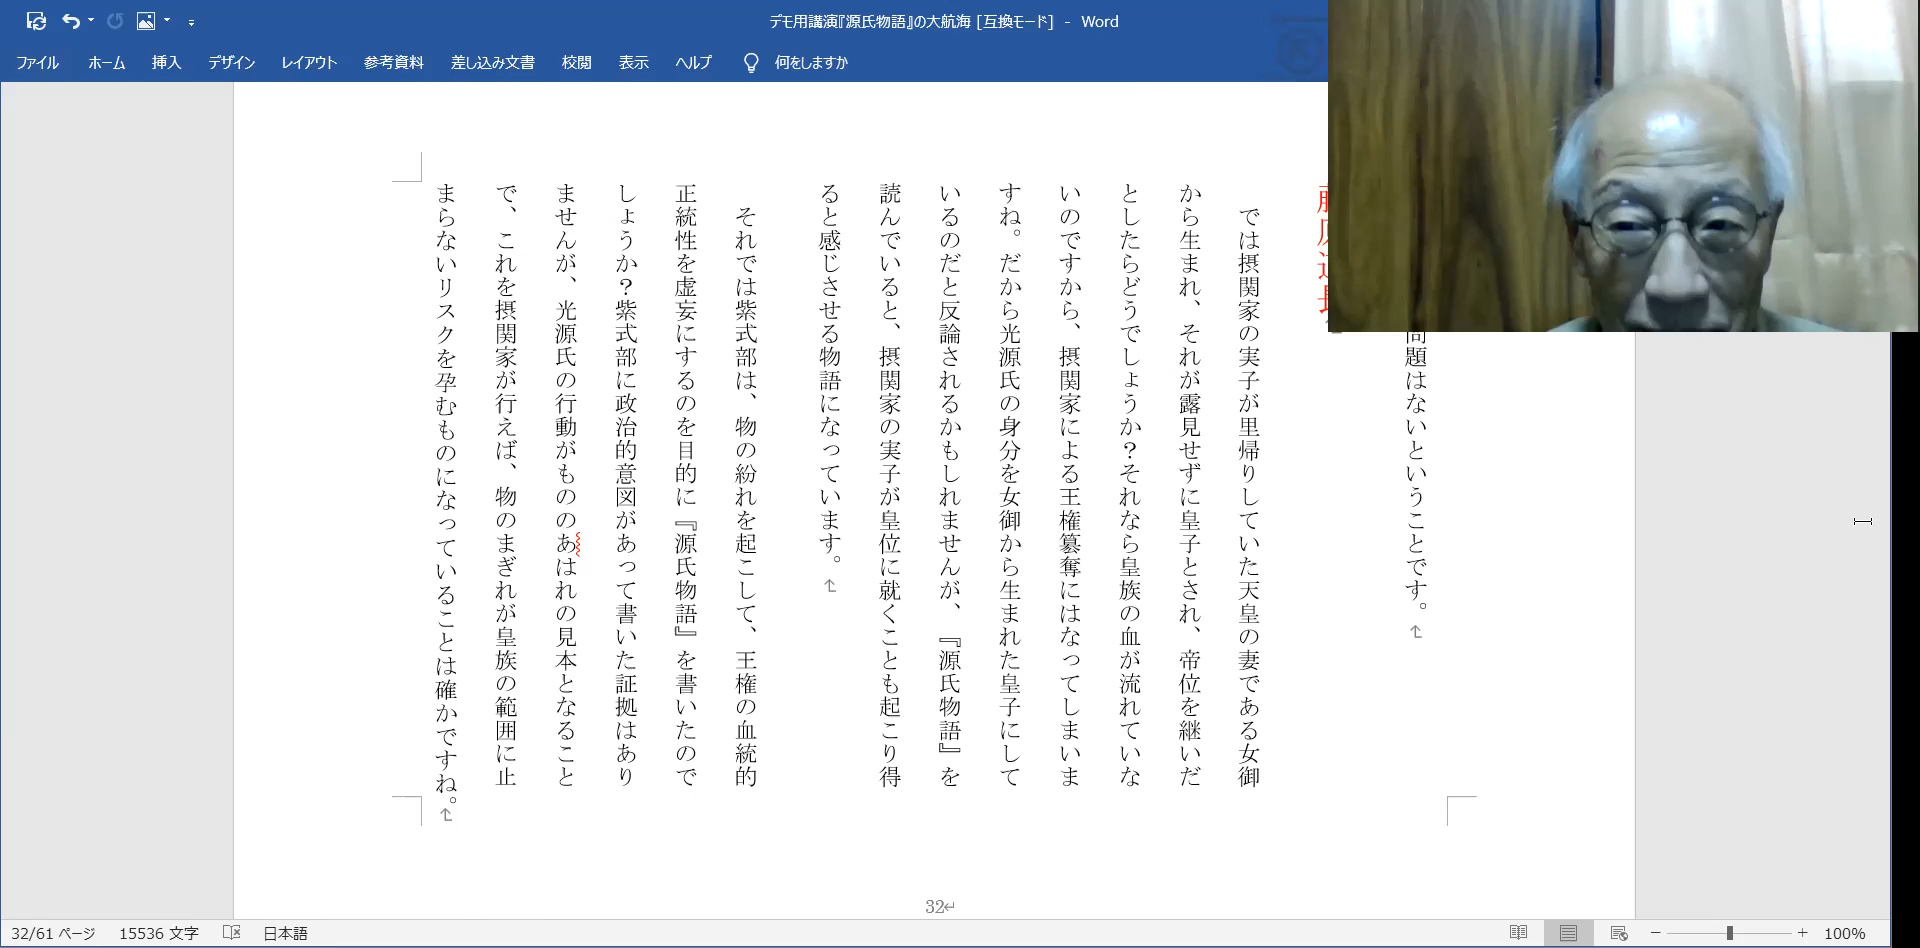 デモ用講演『源氏物語』の大航海 [互換モード] - Word
ファイル ホーム 挿入 デザイン レイアウト 参考資料 差し込み文書 校閲 表示 ヘルプ 何をしますか
問題はないということです。
では摂関家の実子が里帰りしていた天皇の妻である女御
から生まれ、それが露見せずに皇子とされ、帝位を継いだ
としたらどうでしょうか？それなら皇族の血が流れていな
いのですから、摂関家による王権簒奪にはなってしまいま
すね。だから光源氏の身分を女御から生まれた皇子にして
いるのだと反論されるかもしれませんが、『源氏物語』を
読んでいると、摂関家の実子が皇位に就くことも起こり得
ると感じさせる物語になっています。
それでは紫式部は、物の紛れを起こして、王権の血統的
正統性を虚妄にするのを目的に『源氏物語』を書いたので
しょうか？紫式部に政治的意図があって書いた証拠はあり
ませんが、光源氏の行動がもののあはれの見本となること
で、これを摂関家が行えば、物のまぎれが皇族の範囲に止
まらないリスクを孕むものになっていることは確かですね。
32
32/61 ページ 15536 文字 日本語 100%